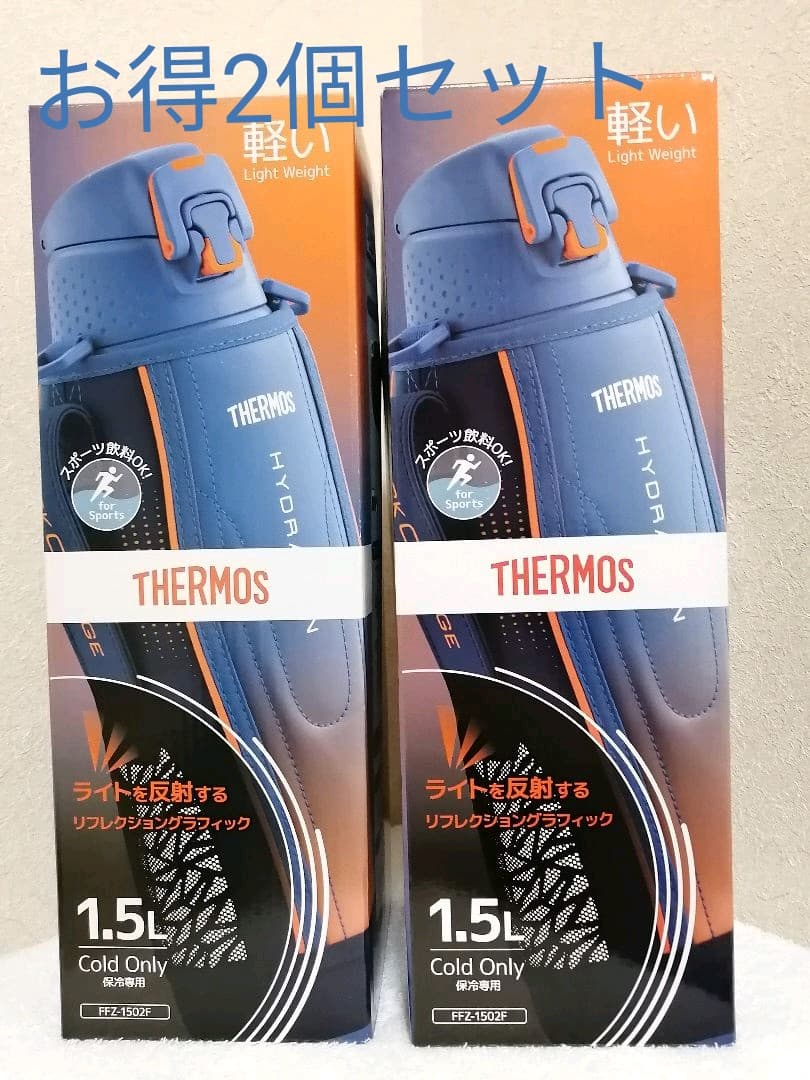 お得2個セット
軽い
Light Weight
THERMOS
スポーツ飲料OK!
for
Sports
THERMOS
ライトを反射する
リフレクショングラフィック
1.5L
Cold Only
保冷専用
FFZ-1502F
軽い
Light Weight
THERMOS
スポーツ飲料OK!
for
Sports
THERMOS
ライトを反射する
リフレクショングラフィック
1.5L
Cold Only
保冷専用
FFZ-1502F